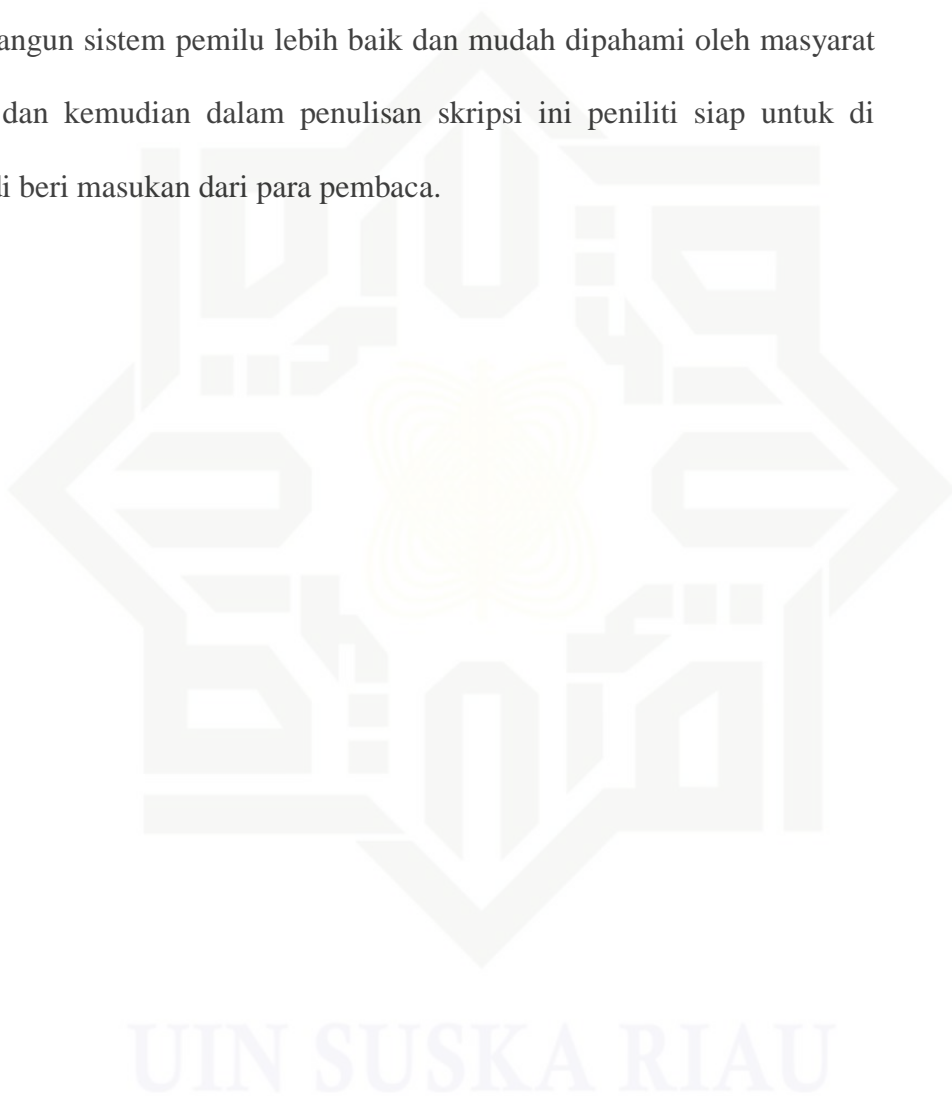 angun sistem pemilu lebih baik dan mudah dipahami oleh masyarat
dan kemudian dalam penulisan skripsi ini peniliti siap untuk di
i beri masukan dari para pembaca.
UIN SUSKA RIAU